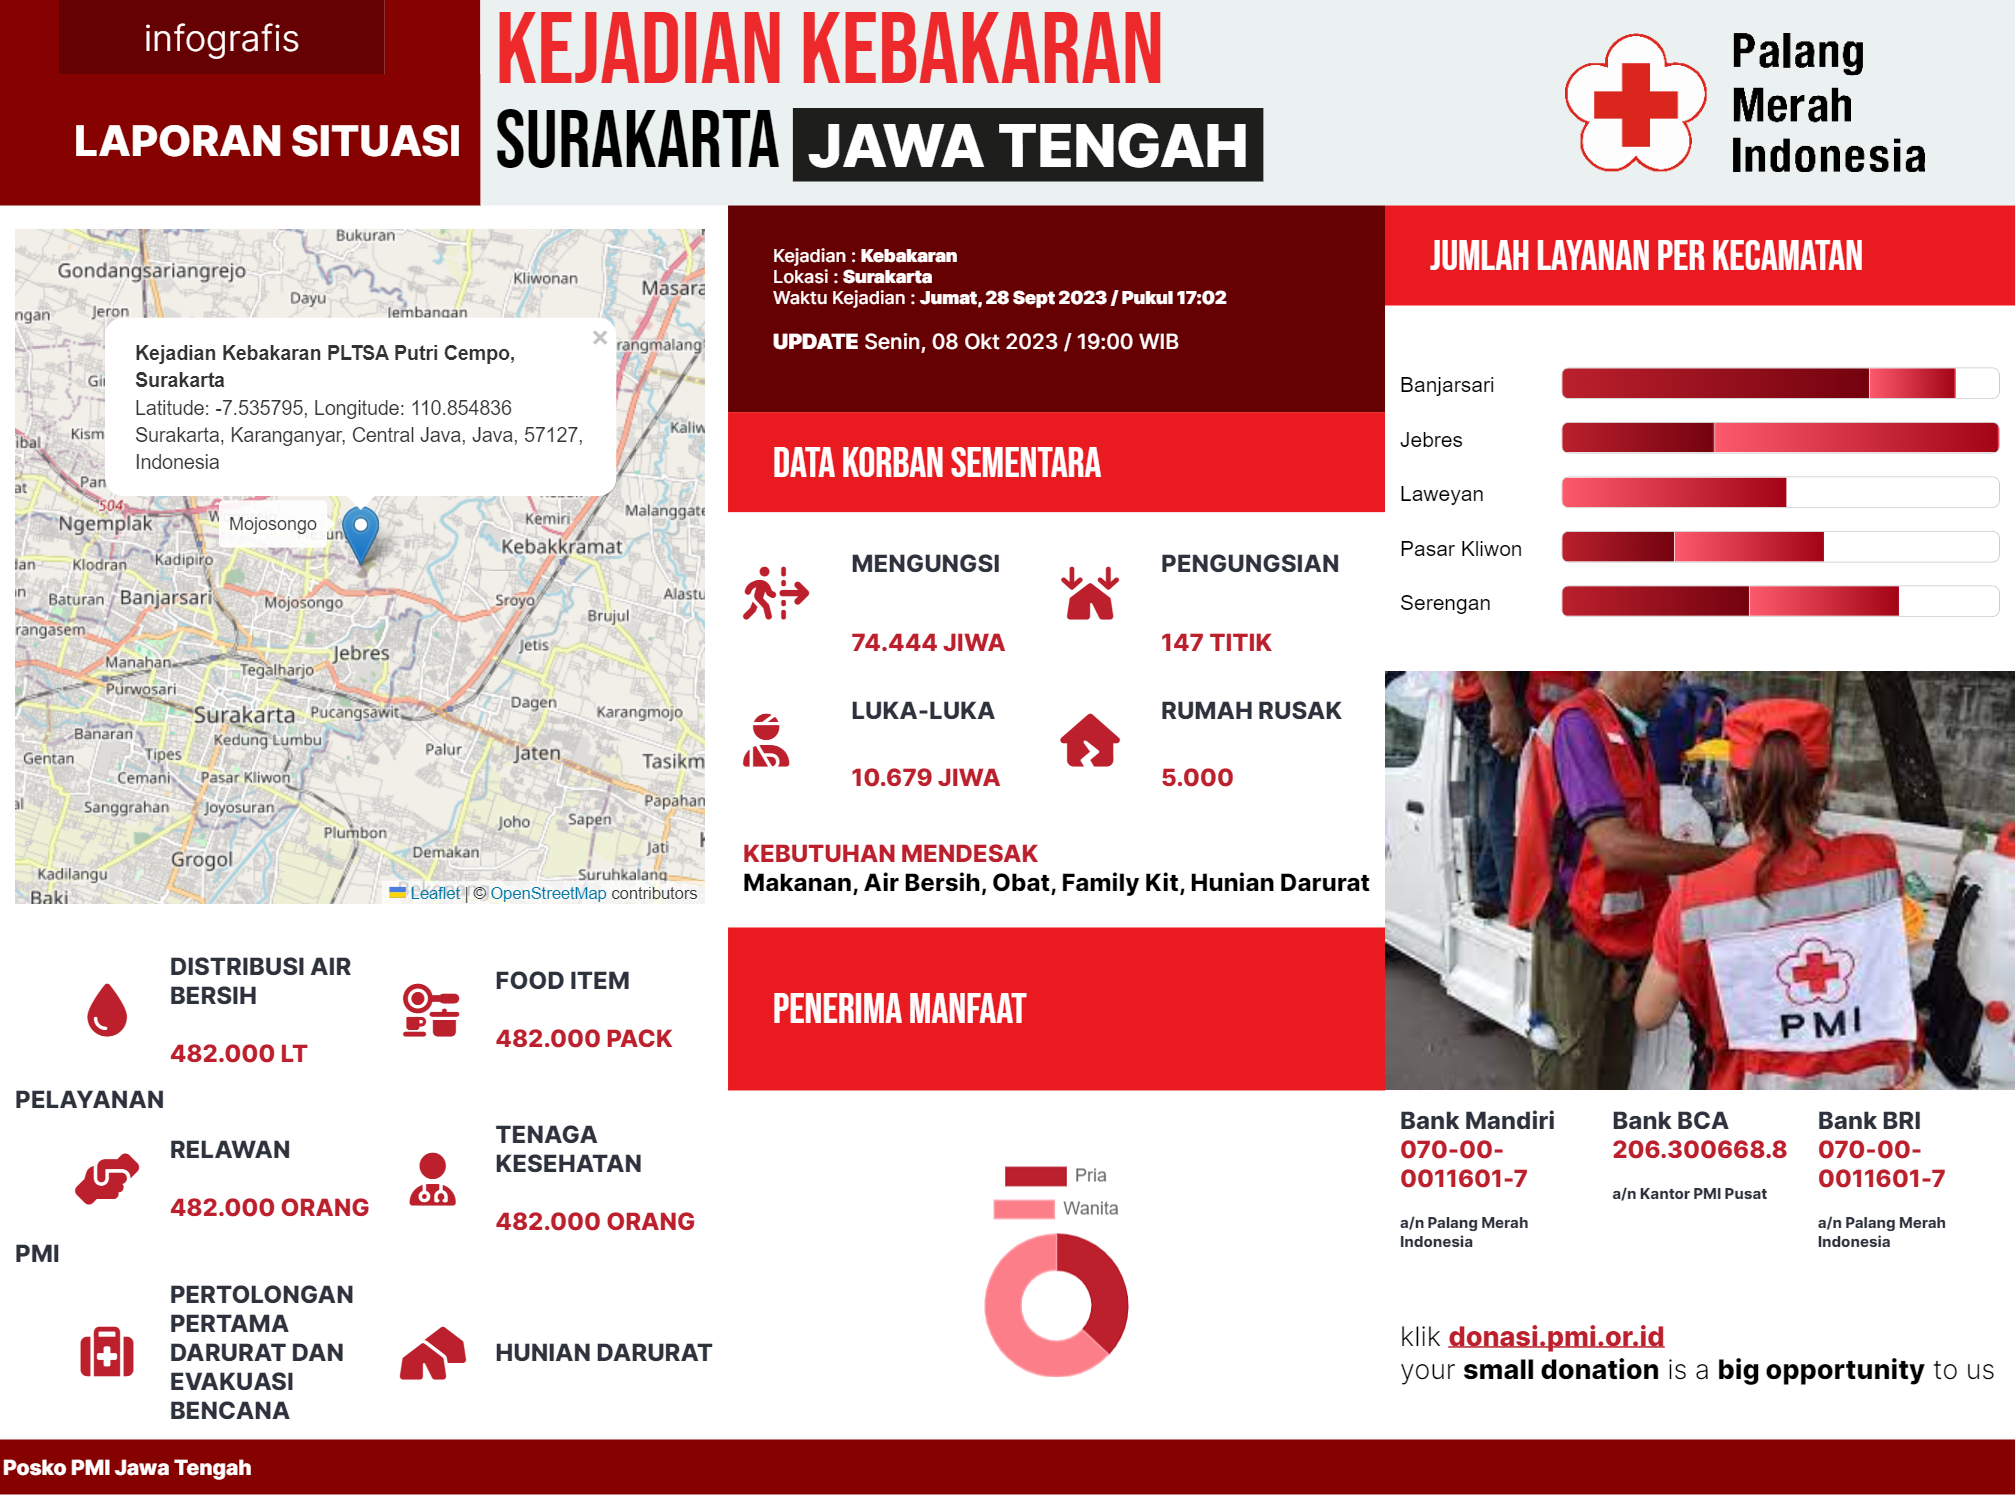 infografis
LAPORAN SITUASI
KEJADIAN KEBAKARAN
SURAKARTA JAWA TENGAH
Palang
Merah
Indonesia
Bukuran
Gondangsariangrejo
Kliwonan
Masara
Dayu
ngan
Jeron
Jembangan
rangmalang
Kejadian Kebakaran PLTSA Putri Cempo,
Surakarta
Latitude: -7.535795, Longitude: 110.854836
Surakarta, Karanganyar, Central Java, Java, 57127,
Indonesia
×
Gi
Kism
Kaliw
ibal
at
Pan
504
Ngemplak
Mojosongo
Kemiri
Malanggate
Kebakkramat
Kadipiro
Klodran
lan
Baturan
Banjarsari
Mojosongo
Sroyo
Alastu
Brujul
rangasem
Jebres
Jetis
Manahan
Tegalharjo
Purwosari
Surakarta
Pucangsawit
Dagen
Karangmojo
Banaran
Kedung Lumbu
Gentan
Tipes
Palur
Jaten
Tasikm
Cemani
Pasar Kliwon
Sanggrahan
Joyosuran
Papahan
Joho
Sapen
Plumbon
Demakan
Jati
Grogol
Kadilangu
Suruhkalang
Baki
Leaflet | © OpenStreetMap contributors
DISTRIBUSI AIR
BERSIH
482.000 LT
FOOD ITEM
482.000 PACK
PELAYANAN
RELAWAN
482.000 ORANG
TENAGA
KESEHATAN
482.000 ORANG
PMI
PERTOLONGAN
PERTAMA
DARURAT DAN
EVAKUASI
BENCANA
HUNIAN DARURAT
Kejadian : Kebakaran
Lokasi : Surakarta
Waktu Kejadian : Jumat, 28 Sept 2023 / Pukul 17:02
UPDATE Senin, 08 Okt 2023 / 19:00 WIB
DATA KORBAN SEMENTARA
MENGUNGSI
74.444 JIWA
PENGUNGSIAN
147 TITIK
LUKA-LUKA
10.679 JIWA
RUMAH RUSAK
5.000
KEBUTUHAN MENDESAK
Makanan, Air Bersih, Obat, Family Kit, Hunian Darurat
PENERIMA MANFAAT
Pria
Wanita
JUMLAH LAYANAN PER KECAMATAN
Banjarsari
Jebres
Laweyan
Pasar Kliwon
Serengan
PMI
Bank Mandiri
070-00-
0011601-7
a/n Palang Merah
Indonesia
Bank BCA
206.300668.8
a/n Kantor PMI Pusat
Bank BRI
070-00-
0011601-7
a/n Palang Merah
Indonesia
klik donasi.pmi.or.id
your small donation is a big opportunity to us
Posko PMI Jawa Tengah